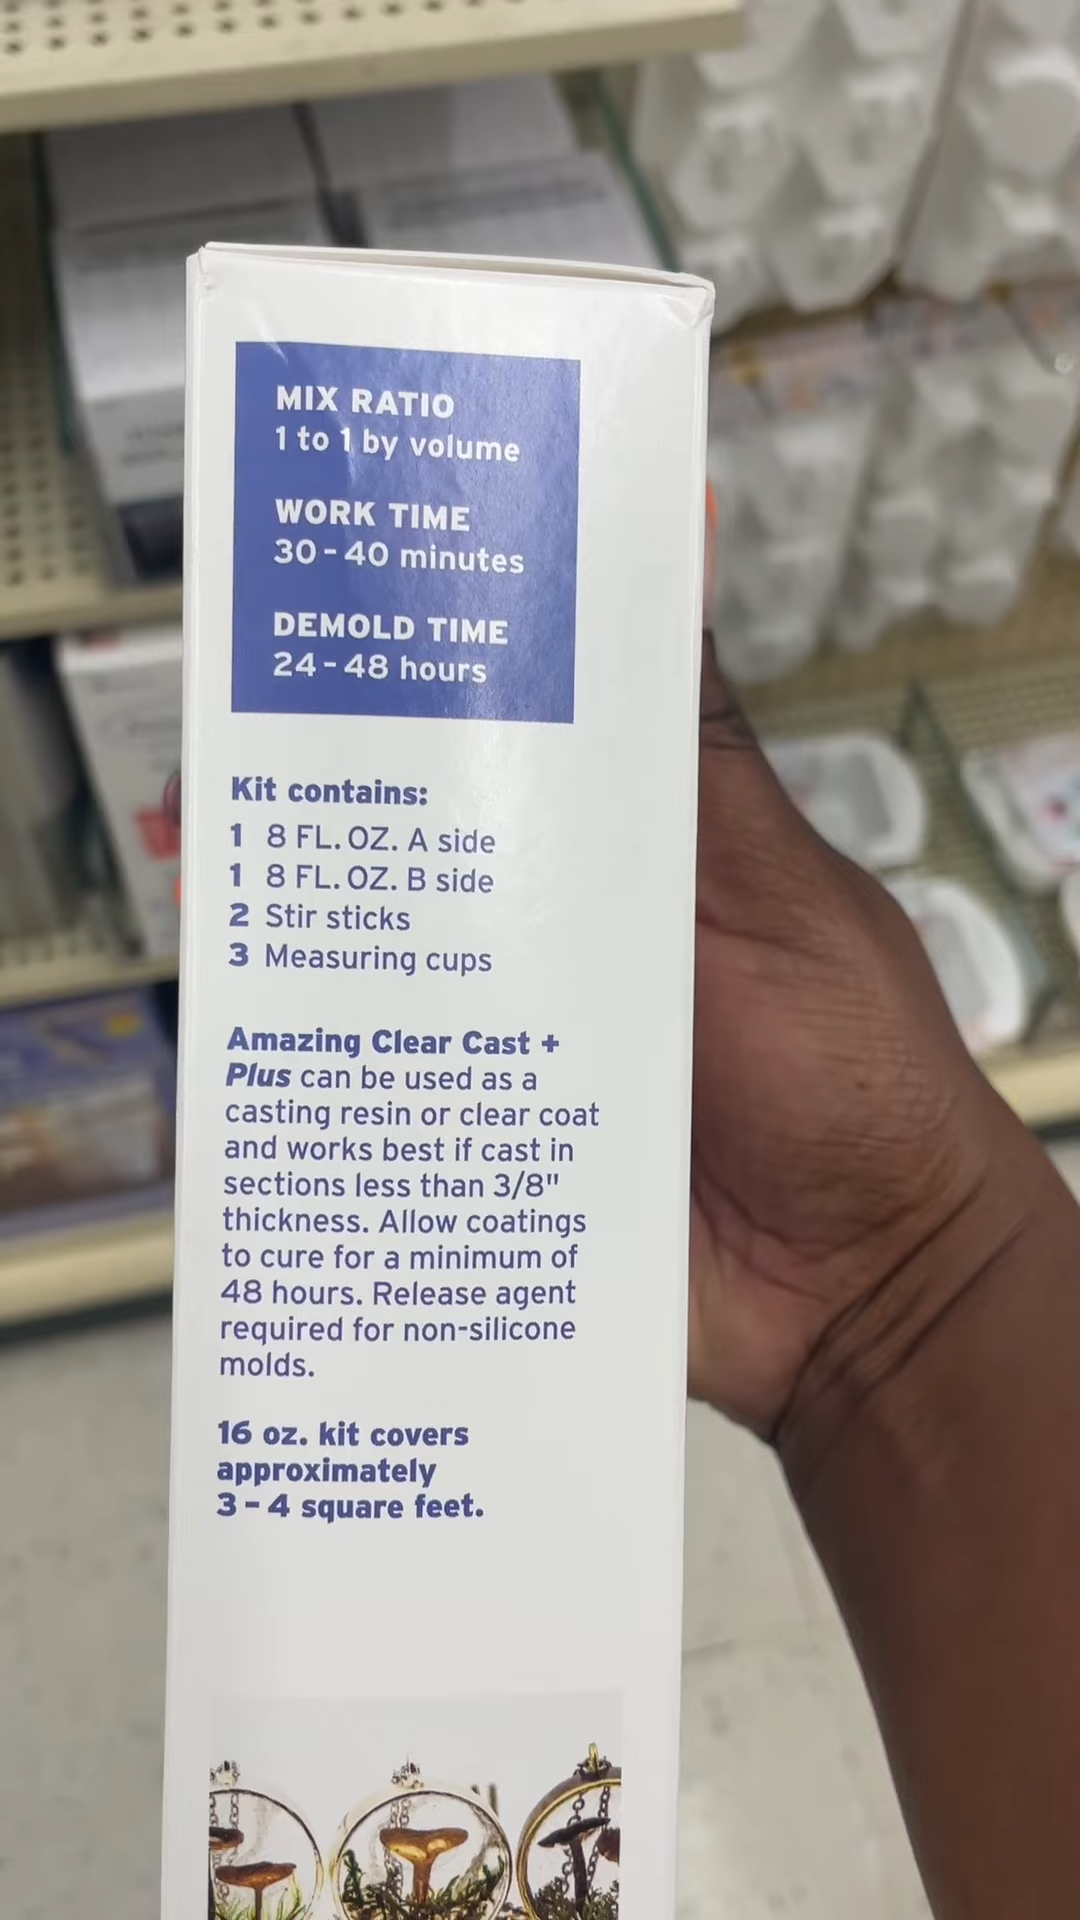 MIX RATIO
1 to 1 by volume
WORK TIME
30-40 minutes
DEMOLD TIME
24-48 hours
Kit contains:
1 8 FL. OZ. A side
1 8 FL. OZ. B side
2 Stir sticks
3 Measuring cups
Amazing Clear Cast +
Plus can be used as a
casting resin or clear coat
and works best if cast in
sections less than 3/8"
thickness. Allow coatings
to cure for a minimum of
48 hours. Release agent
required for non-silicone
molds.
16 oz. kit covers
approximately
3-4 square feet.